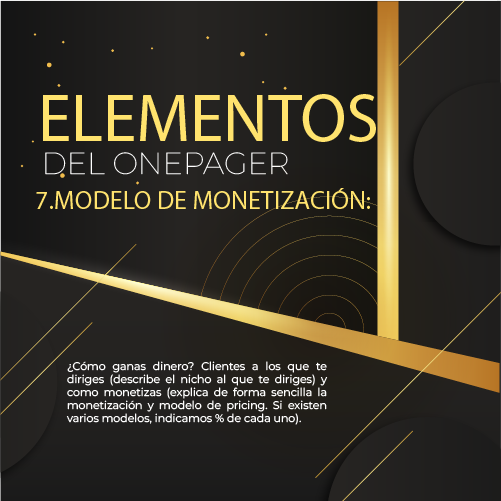 ELEMENTOS
DEL ONEPAGER
7.MODELO DE MONETIZACIÓN:
¿Cómo ganas dinero? Clientes a los que te
diriges (describe el nicho al que te diriges) y
como monetizas (explica de forma sencilla la
monetización y modelo de pricing. Si existen
varios modelos, indicamos % de cada uno).